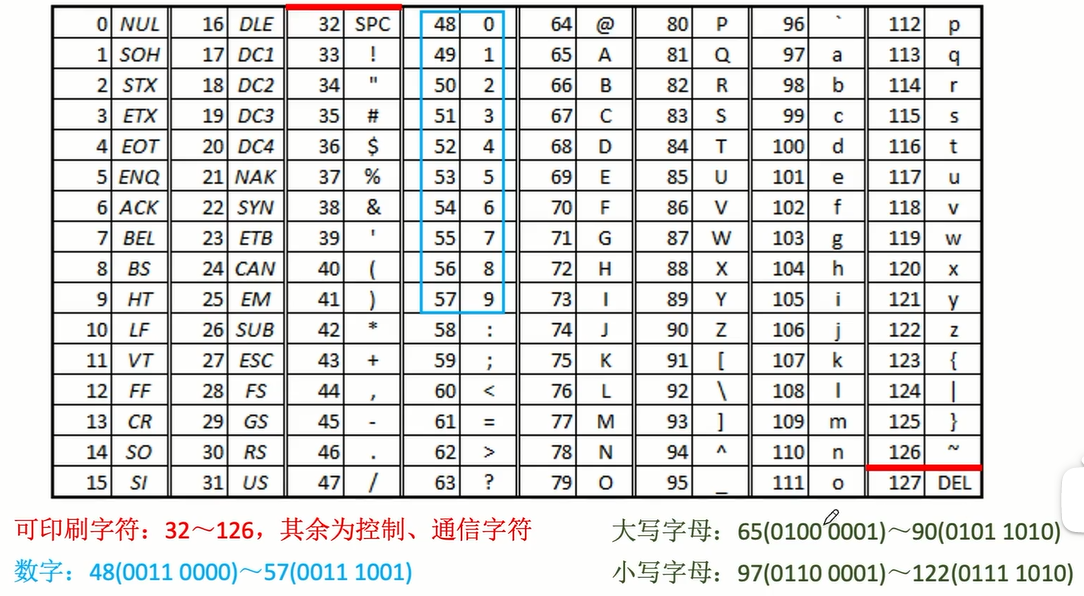 0 NUL 16 DLE 32 SPC 48 0 64 @ 80 P 96 ` 112 p
1 SOH 17 DC1 33 ! 49 1 65 A 81 Q 97 a 113 q
2 STX 18 DC2 34 " 50 2 66 B 82 R 98 b 114 r
3 ETX 19 DC3 35 # 51 3 67 C 83 S 99 c 115 s
4 EOT 20 DC4 36 $ 52 4 68 D 84 T 100 d 116 t
5 ENQ 21 NAK 37 % 53 5 69 E 85 U 101 e 117 u
6 ACK 22 SYN 38 & 54 6 70 F 86 V 102 f 118 v
7 BEL 23 ETB 39 ' 55 7 71 G 87 W 103 g 119 w
8 BS 24 CAN 40 ( 56 8 72 H 88 X 104 h 120 x
9 HT 25 EM 41 ) 57 9 73 I 89 Y 105 i 121 y
10 LF 26 SUB 42 * 58 : 74 J 90 Z 106 j 122 z
11 VT 27 ESC 43 + 59 ; 75 K 91 [ 107 k 123 {
12 FF 28 FS 44 , 60 < 76 L 92 \ 108 l 124 |
13 CR 29 GS 45 - 61 = 77 M 93 ] 109 m 125 }
14 SO 30 RS 46 . 62 > 78 N 94 ^ 110 n 126 ~
15 SI 31 US 47 / 63 ? 79 O 95 _ 111 o 127 DEL
可印刷字符：32～126，其余为控制、通信字符
大写字母：65(0100 0001)～90(0101 1010)
数字：48(0011 0000)～57(0011 1001)
小写字母：97(0110 0001)～122(0111 1010)